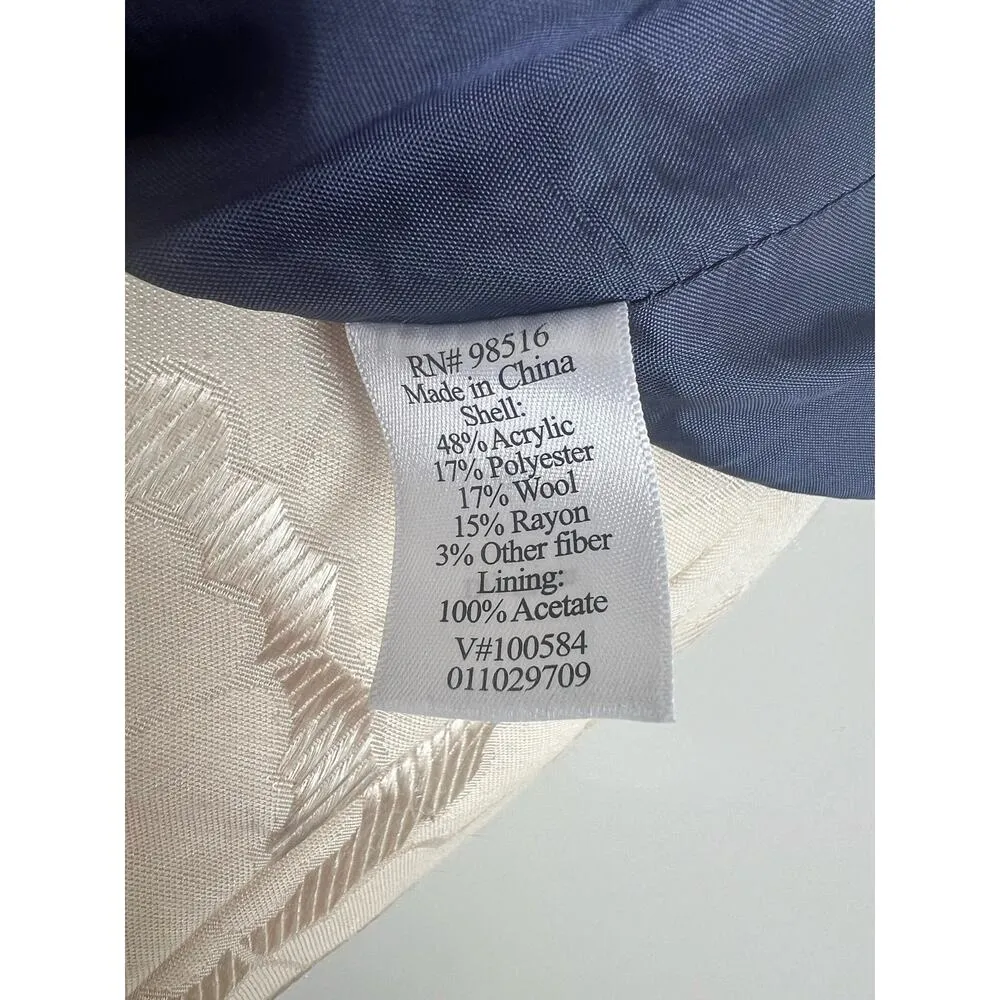 RN# 98516
Made in China
Shell:
48% Acrylic
17% Polyester
17% Wool
15% Rayon
3% Other fiber
Lining:
100% Acetate
V#100584
011029709